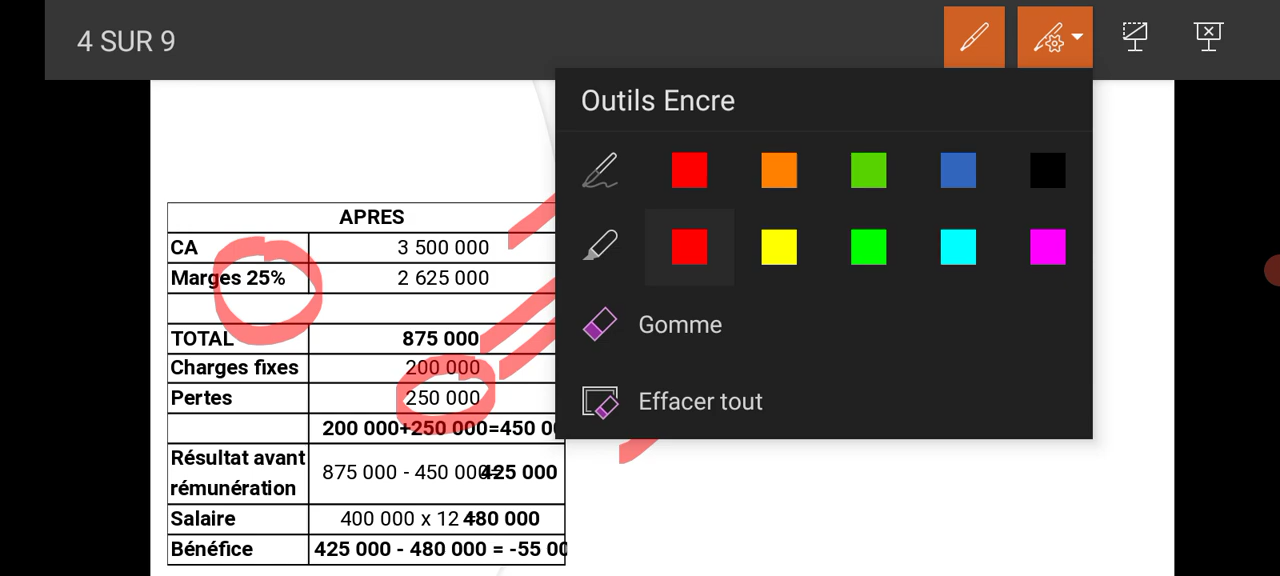 4 SUR 9
Outils Encre
Gomme
Effacer tout
APRES
CA 3 500 000
Marges 25% 2 625 000
TOTAL 875 000
Charges fixes 200 000
Pertes 250 000
200 000+250 000=450 00
Résultat avant
rémunération 875 000 - 450 000=425 000
Salaire 400 000 x 12 =480 000
Bénéfice 425 000 - 480 000 = -55 00